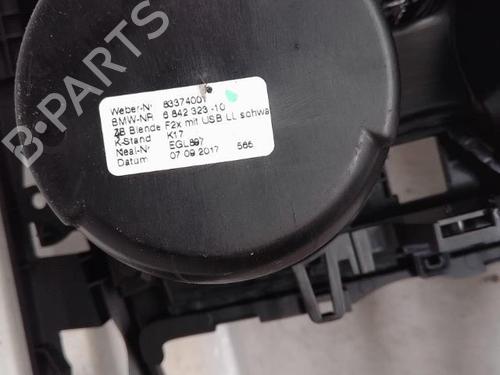 B-PARTS
Weber-Nr 83374001
BMW-NR 6 842 323 -10
ZB Blende F2x mit USB LL schwa
K-Stand K17
Neal-Nr EGL897
Datum 07 09 2017 565